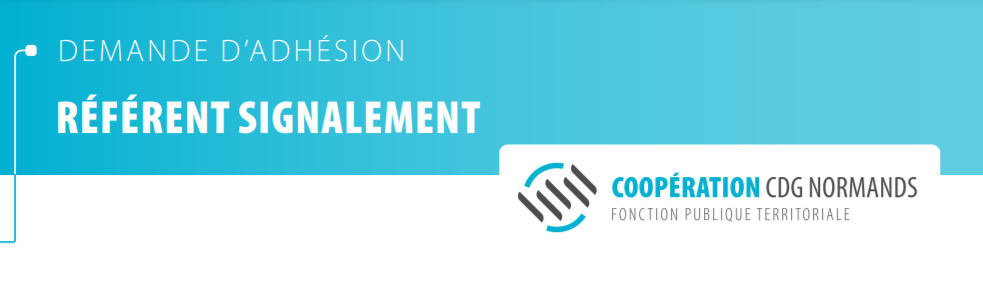 DEMANDE D'ADHÉSION
RÉFÉRENT SIGNALEMENT
COOPÉRATION CDG NORMANDS
FONCTION PUBLIQUE TERRITORIALE